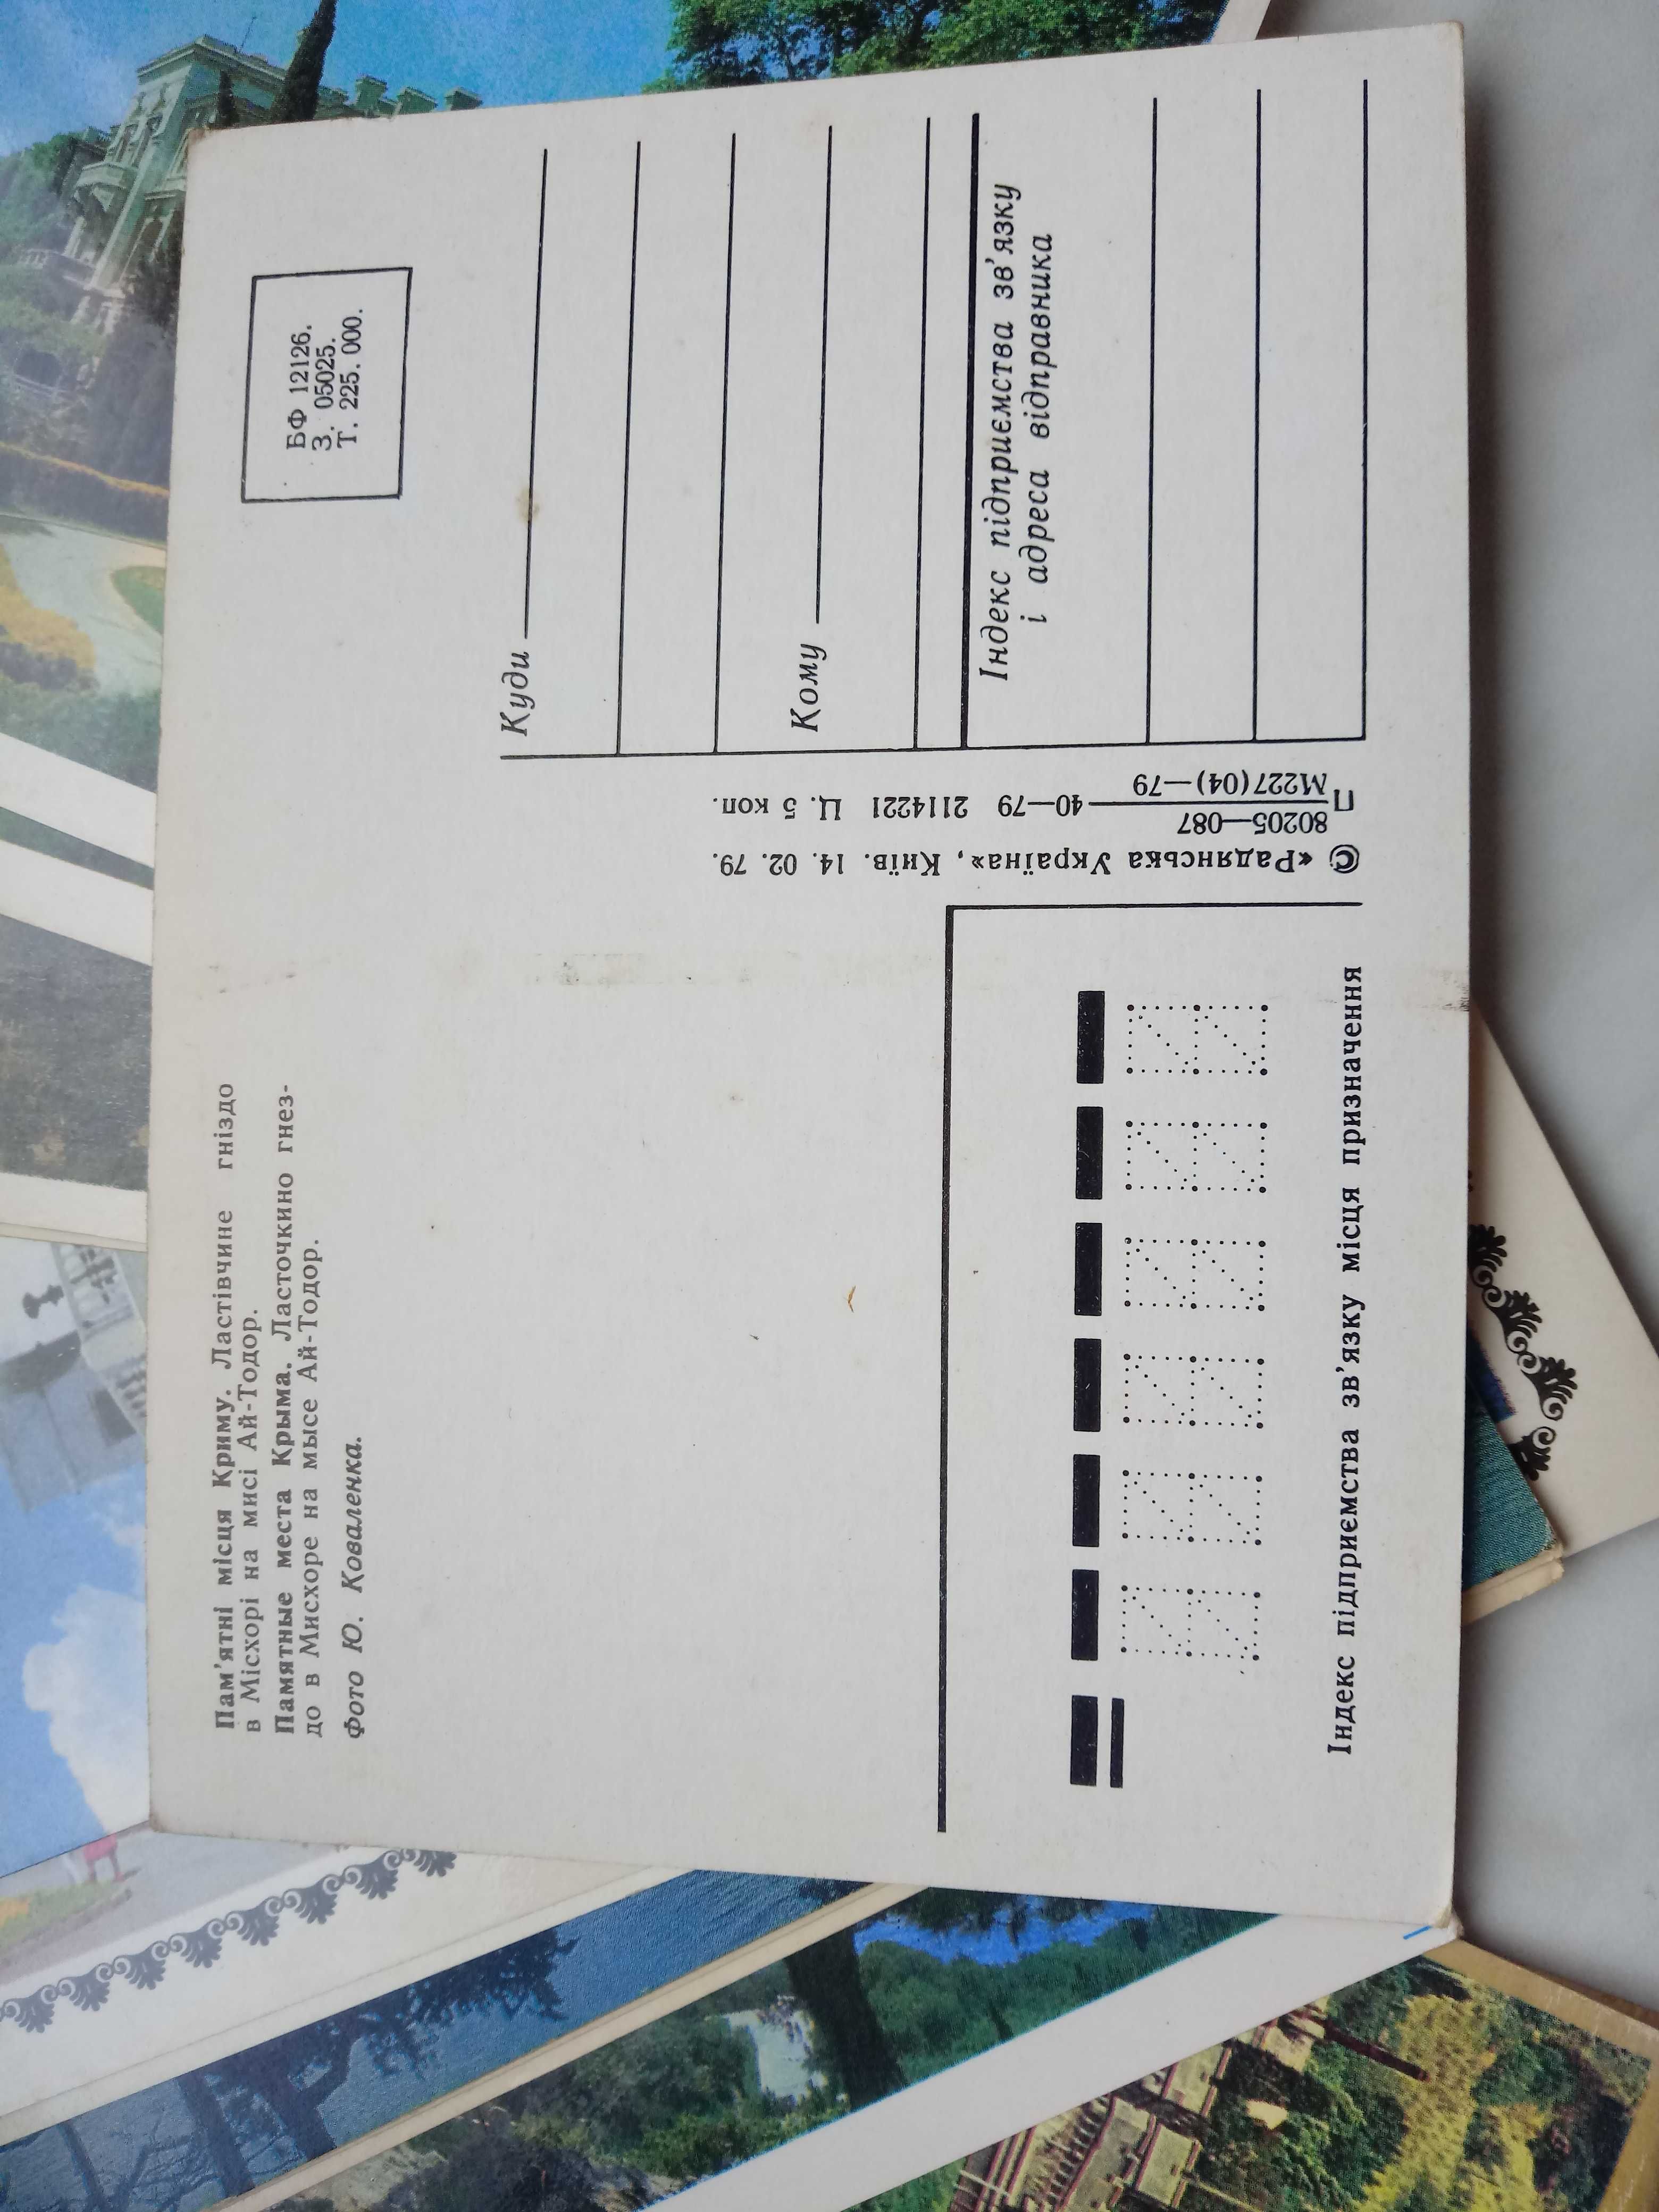 Пам'ятні місця Криму. Ластівчине гніздо
в Місхорі на мисі Ай-Тодор.
Памятные места Крыма. Ласточкино гнез-
до в Мисхоре на мысе Ай-Тодор.
Фото Ю. Коваленка.
БФ 12126.
З. 05025.
Т. 225. 000.
Куди
Кому
Індекс підприємства зв'язку
і адреса відправника
© «Радянська Україна», Київ. 14. 02. 79.
80205—087
П
М227(04)—79
40—79 2114221 Ц. 5 коп.
Індекс підприємства зв'язку місця призначення